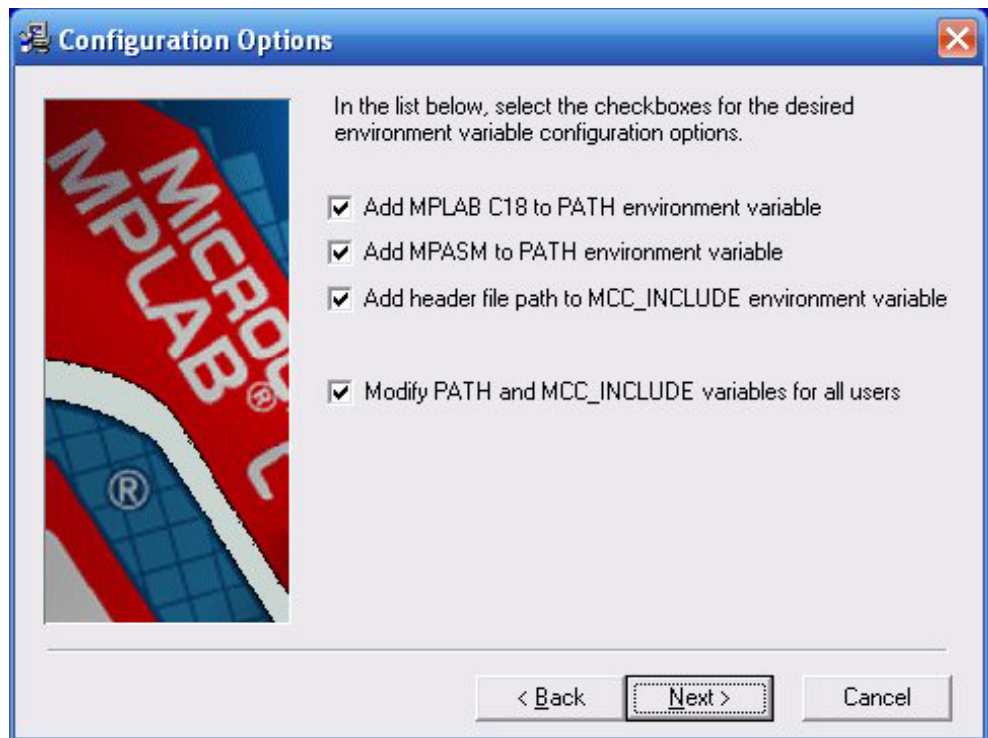 Configuration Options
In the list below, select the checkboxes for the desired
environment variable configuration options.
Add MPLAB C18 to PATH environment variable
Add MPASM to PATH environment variable
Add header file path to MCC_INCLUDE environment variable
Modify PATH and MCC_INCLUDE variables for all users
MPLAB® C
®
< Back
Next >
Cancel